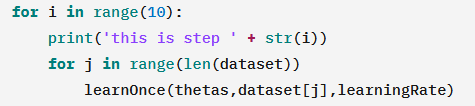 for i in range(10):
    print('this is step ' + str(i))
    for j in range(len(dataset))
        learnOnce(thetas,dataset[j],learningRate)